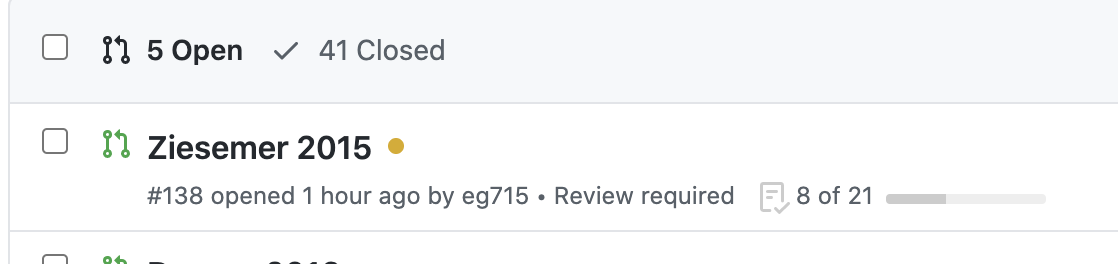 5 Open 41 Closed
Ziesemer 2015
#138 opened 1 hour ago by eg715 • Review required 8 of 21